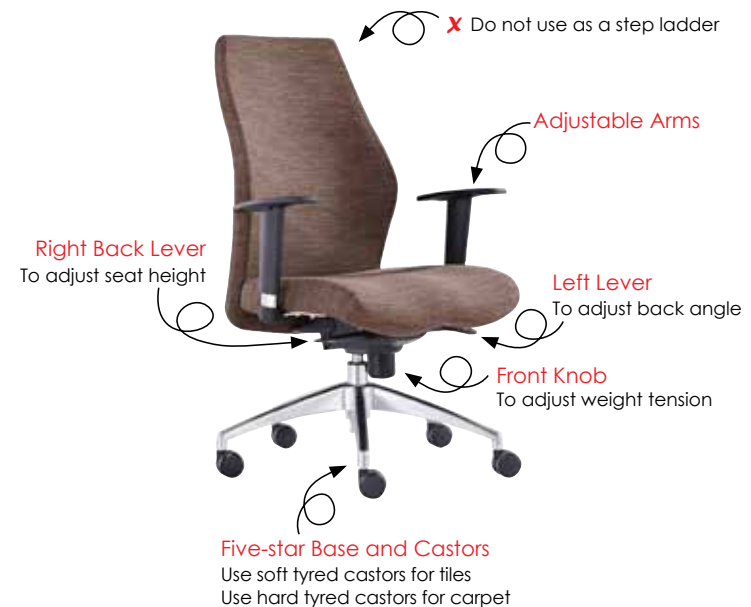 ✗ Do not use as a step ladder
Adjustable Arms
Right Back Lever
To adjust seat height
Left Lever
To adjust back angle
Front Knob
To adjust weight tension
Five-star Base and Castors
Use soft tyred castors for tiles
Use hard tyred castors for carpet